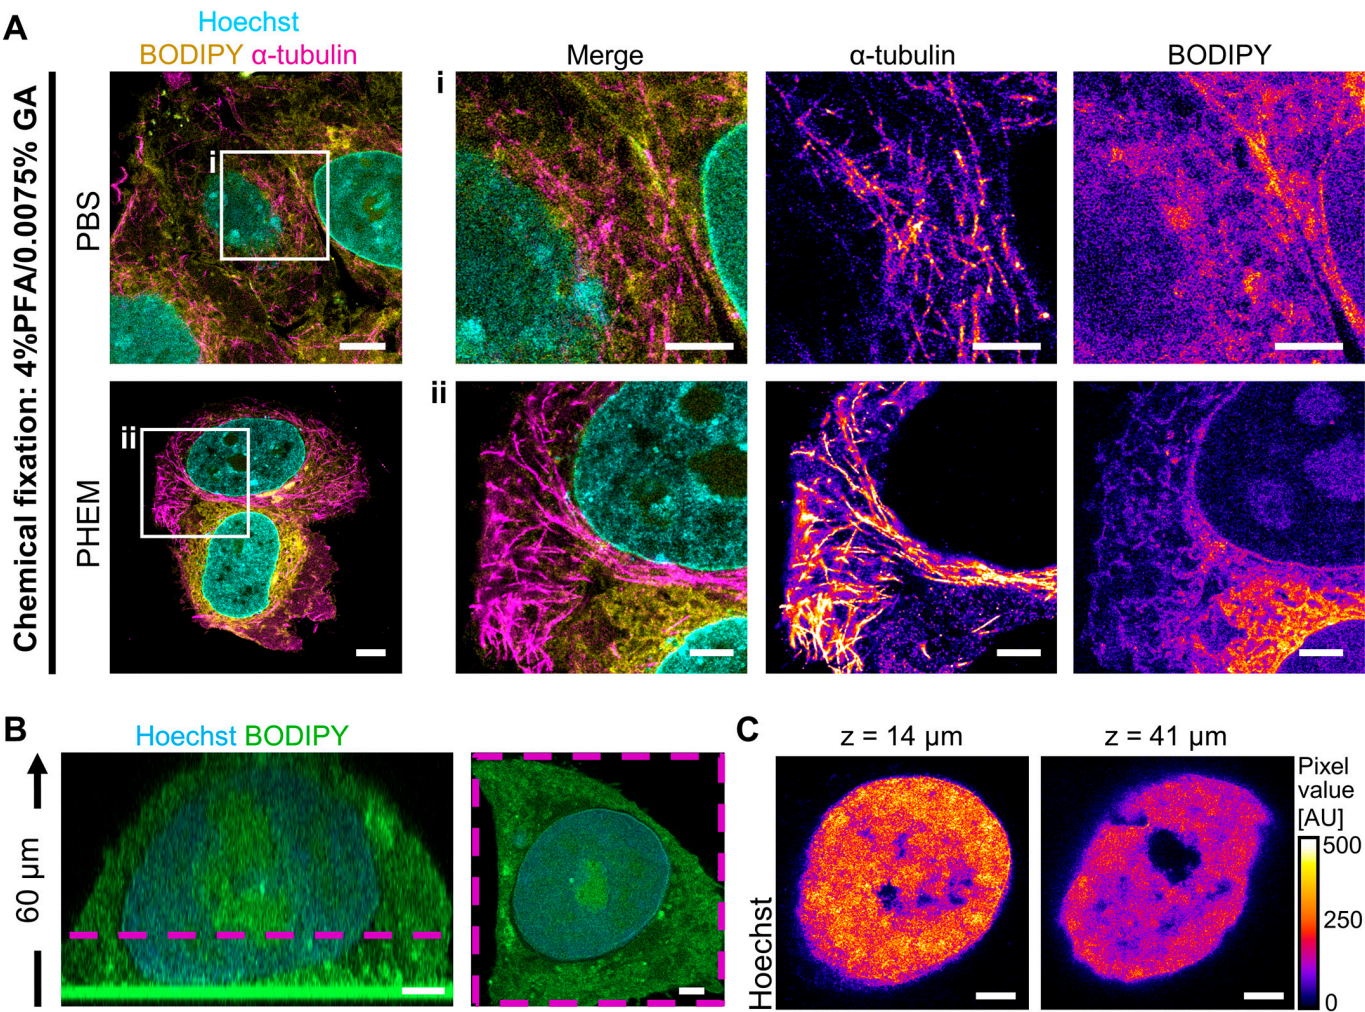 A
Hoechst
BODIPY α-tubulin
Merge
α-tubulin
BODIPY
Chemical fixation: 4%PFA/0.0075% GA
PBS
i
i
PHEM
ii
ii
B
Hoechst BODIPY
60 µm
C
z = 14 µm
z = 41 µm
Hoechst
Pixel
value
[AU]
500
250
0